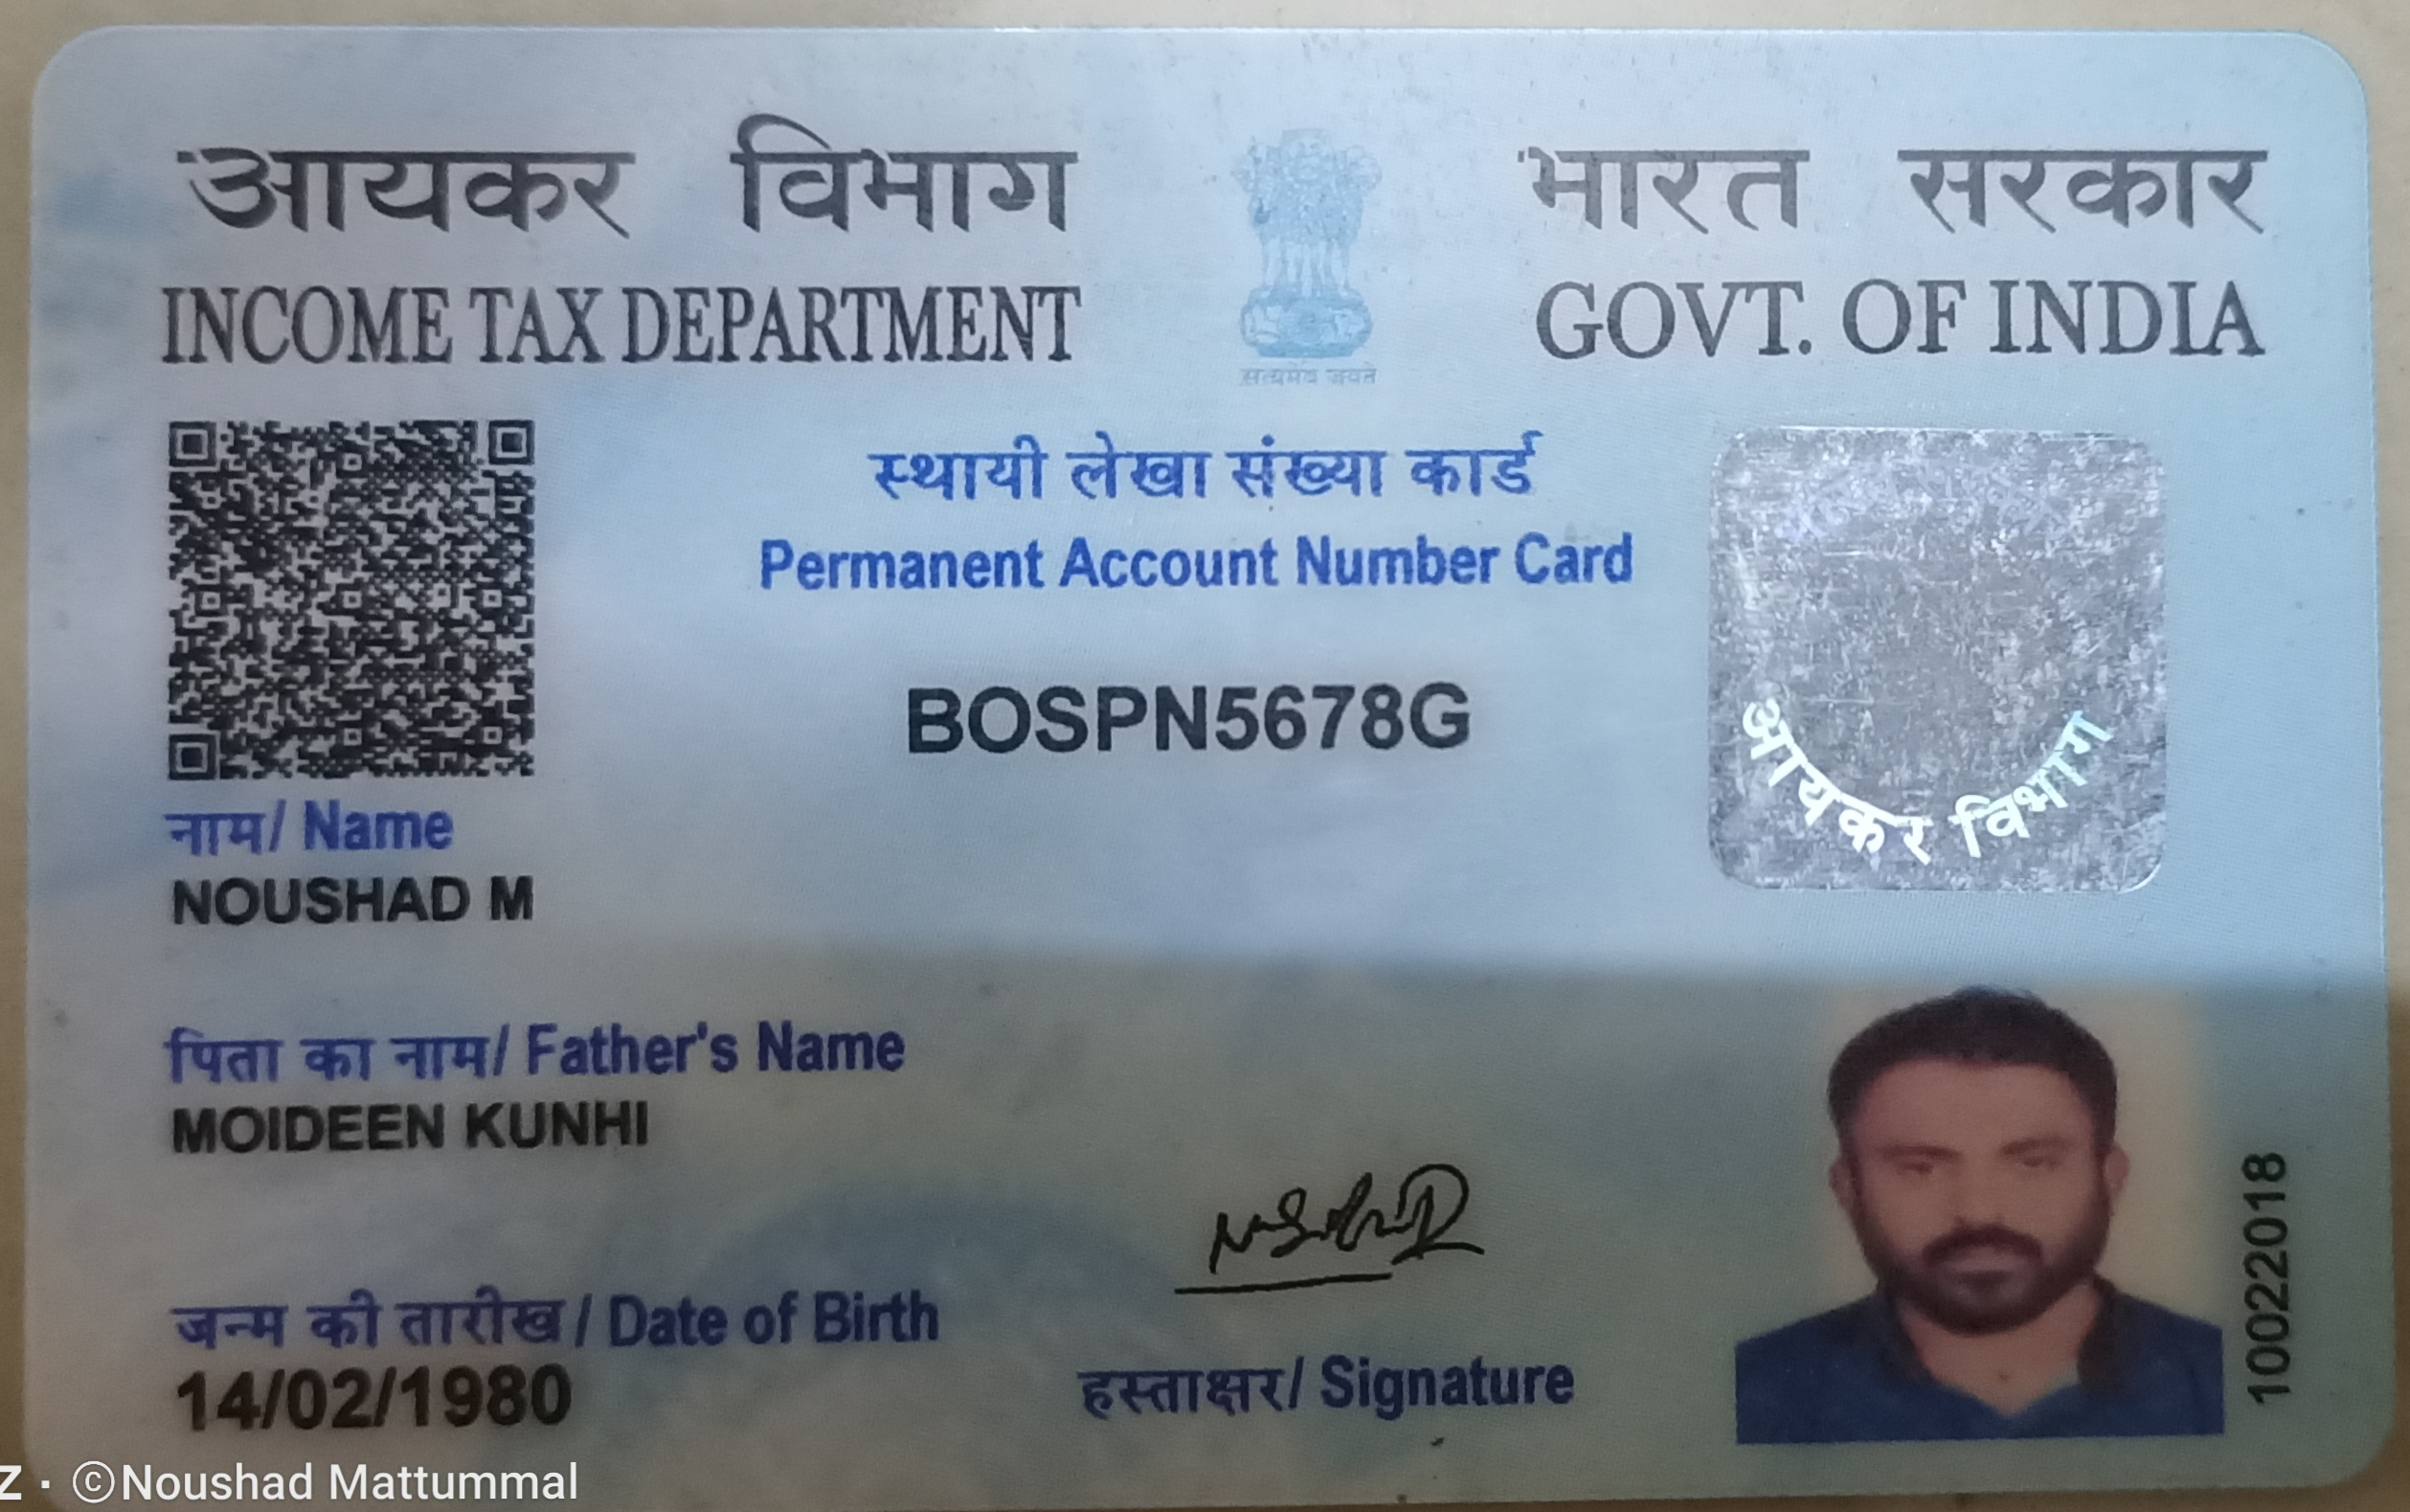 आयकर विभाग
INCOME TAX DEPARTMENT
सत्यमेव जयते
भारत सरकार
GOVT. OF INDIA
स्थायी लेखा संख्या कार्ड
Permanent Account Number Card
BOSPN5678G
आयकर विभाग
नाम/ Name
NOUSHAD M
पिता का नाम/ Father's Name
MOIDEEN KUNHI
जन्म की तारीख / Date of Birth
14/02/1980
हस्ताक्षर/ Signature
10022018
Z · ©Noushad Mattummal